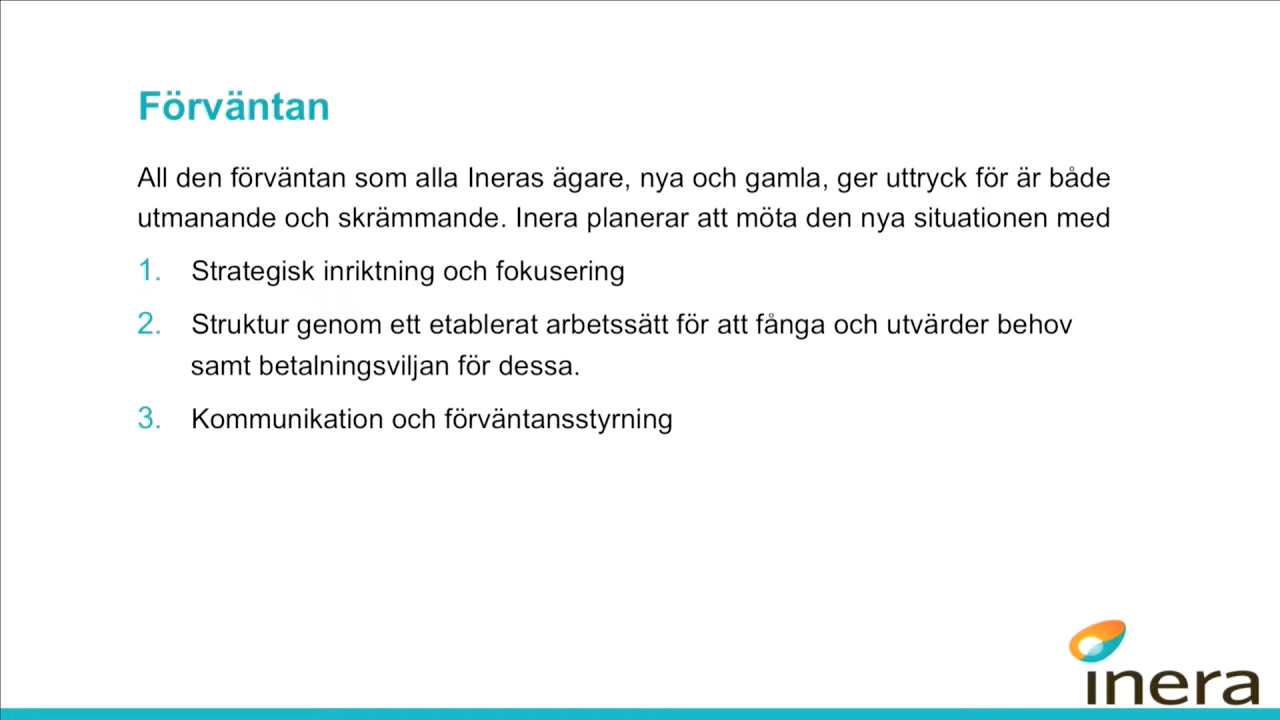 Förväntan
All den förväntan som alla Ineras ägare, nya och gamla, ger uttryck för är både
utmanande och skrämmande. Inera planerar att möta den nya situationen med
1. Strategisk inriktning och fokusering
2. Struktur genom ett etablerat arbetssätt för att fånga och utvärder behov
samt betalningsviljan för dessa.
3. Kommunikation och förväntansstyrning
inera